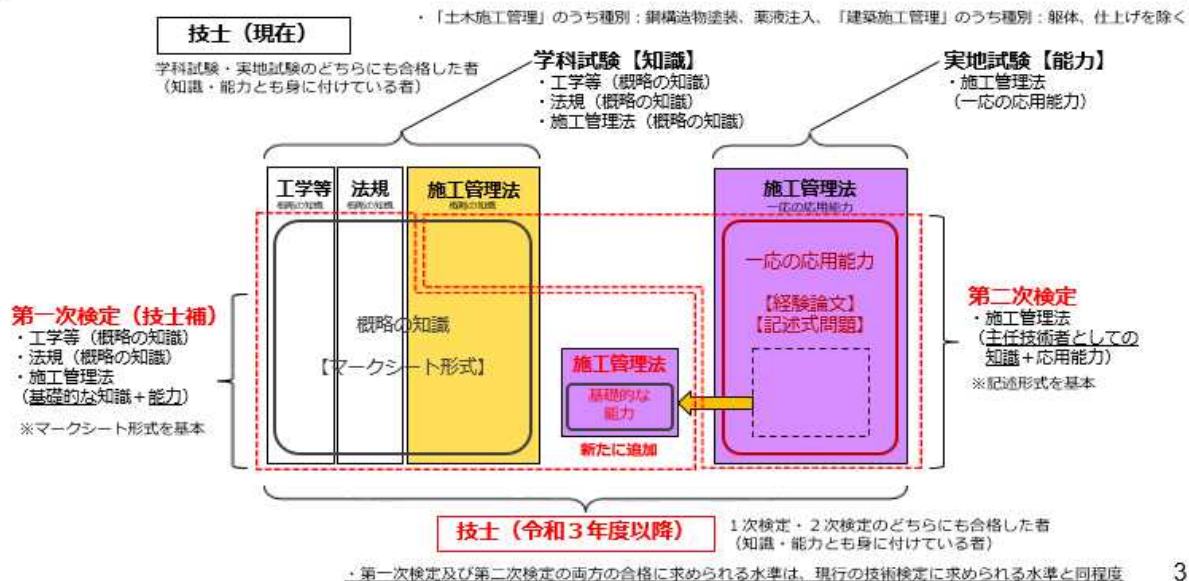 ・「土木施工管理」のうち種別：鋼構造物塗装、薬液注入、「建築施工管理」のうち種別：躯体、仕上げを除く
技士（現在）
学科試験・実地試験のどちらにも合格した者
（知識・能力とも身に付けている者）
学科試験【知識】
・工学等（概略の知識）
・法規（概略の知識）
・施工管理法（概略の知識）
実地試験【能力】
・施工管理法
（一応の応用能力）
工学等
概略の知識
法規
概略の知識
施工管理法
概略の知識
施工管理法
一応の応用能力
概略の知識
【マークシート形式】
一応の応用能力
【経験論文】
【記述式問題】
施工管理法
基礎的な
能力
新たに追加
第一次検定（技士補）
・工学等（概略の知識）
・法規（概略の知識）
・施工管理法
（基礎的な知識＋能力）
※マークシート形式を基本
第二次検定
・施工管理法
（主任技術者としての
知識＋応用能力）
※記述形式を基本
技士（令和３年度以降）
１次検定・２次検定のどちらにも合格した者
（知識・能力とも身に付けている者）
・第一次検定及び第二次検定の両方の合格に求められる水準は、現行の技術検定に求められる水準と同程度
3